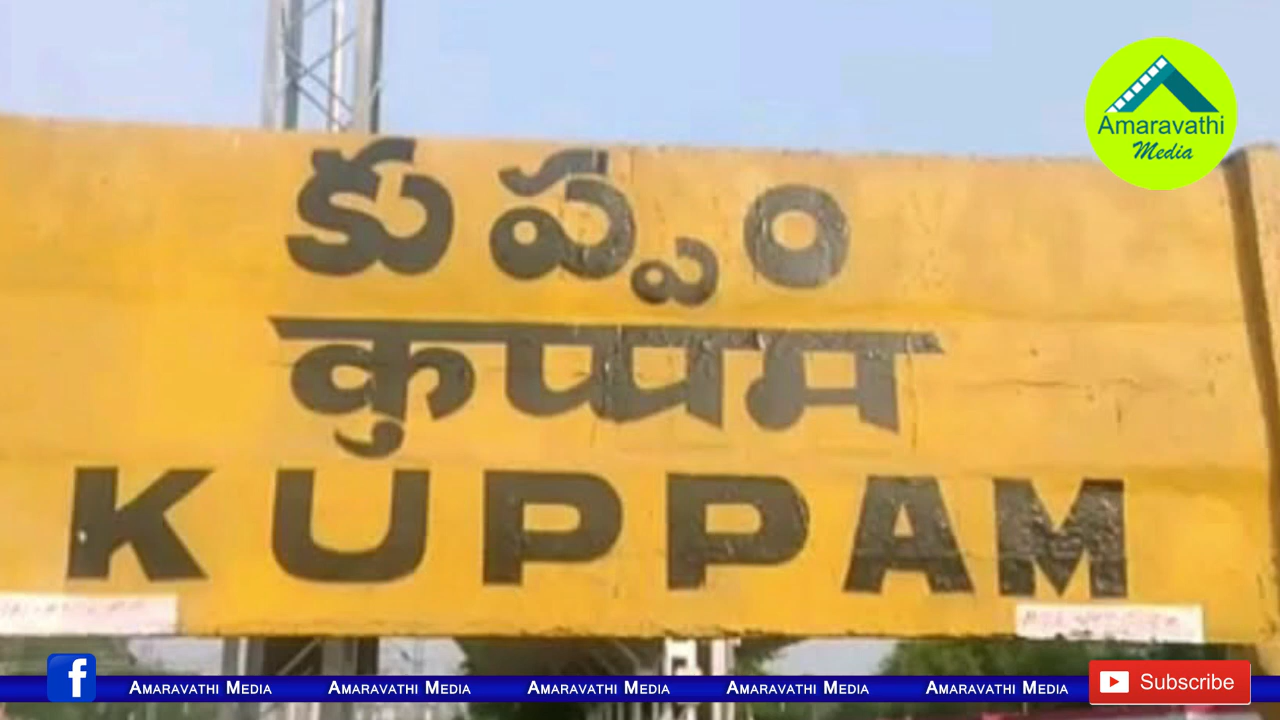 Amaravathi
Media
కుప్పం
कुप्पम
KUPPAM
AMARAVATHI MEDIA AMARAVATHI MEDIA AMARAVATHI MEDIA AMARAVATHI MEDIA AMARAVATHI MEDIA
Subscribe